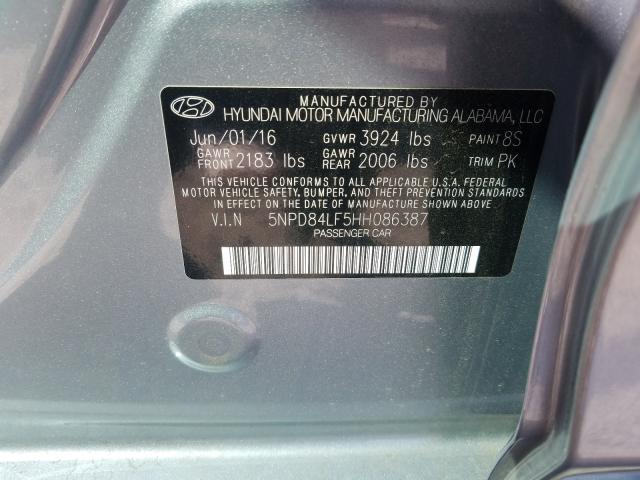 MANUFACTURED BY
HYUNDAI MOTOR MANUFACTURING ALABAMA, LLC
Jun/01/16 GVWR 3924 lbs PAINT 8S
GAWR FRONT 2183 lbs GAWR REAR 2006 lbs TRIM PK
THIS VEHICLE CONFORMS TO ALL APPLICABLE U.S.A. FEDERAL
MOTOR VEHICLE SAFETY, BUMPER, AND THEFT PREVENTION STANDARDS
IN EFFECT ON THE DATE OF MANUFACTURE SHOWN ABOVE
V.I.N 5NPD84LF5HH086387
PASSENGER CAR